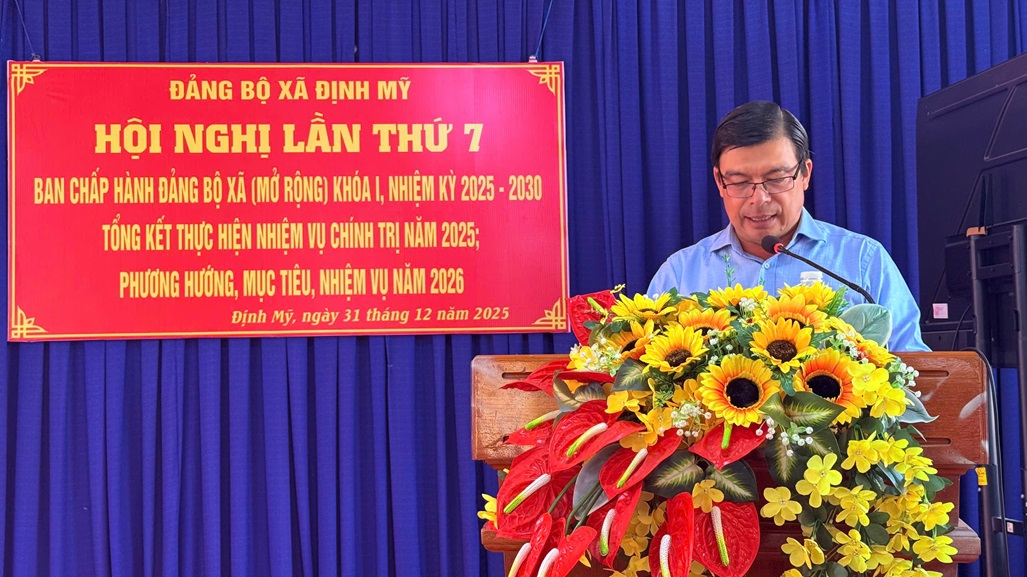 ĐẢNG BỘ XÃ ĐỊNH MỸ
HỘI NGHỊ LẦN THỨ 7
BAN CHẤP HÀNH ĐẢNG BỘ XÃ (MỞ RỘNG) KHÓA I, NHIỆM KỲ 2025 - 2030
TỔNG KẾT THỰC HIỆN NHIỆM VỤ CHÍNH TRỊ NĂM 2025;
PHƯƠNG HƯỚNG, MỤC TIÊU, NHIỆM VỤ NĂM 2026
Định Mỹ, ngày 31 tháng 12 năm 2025